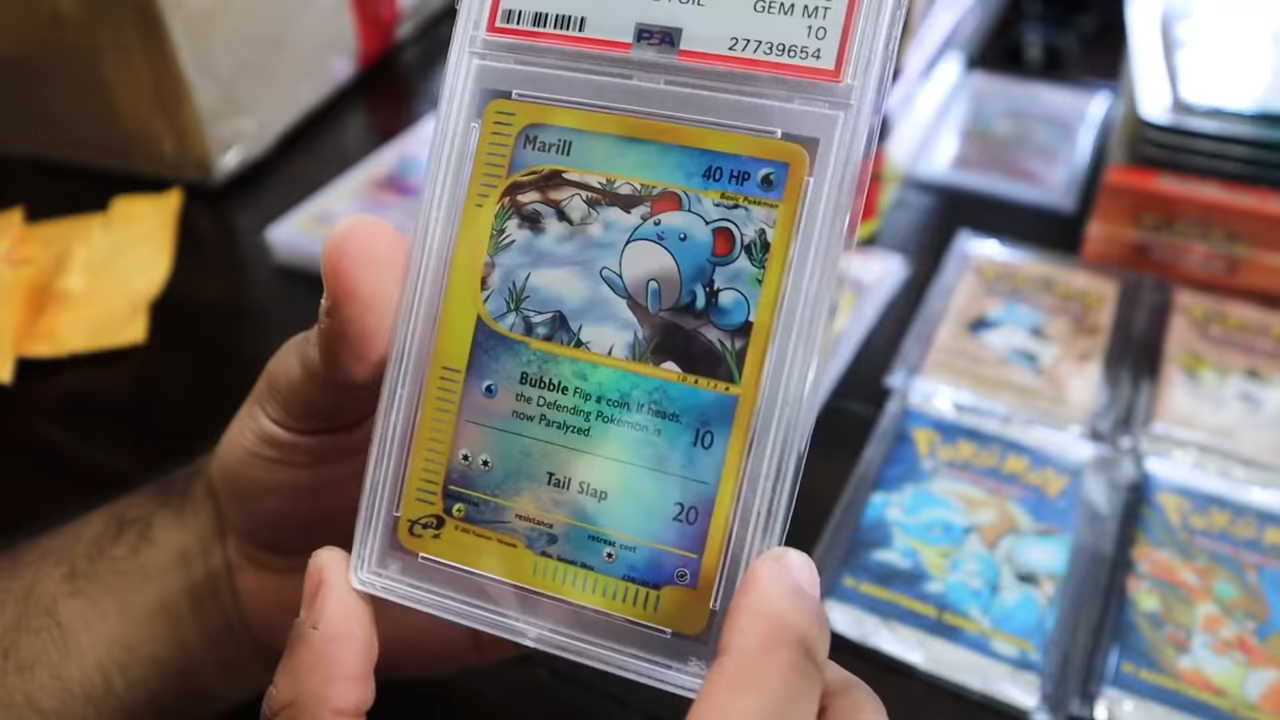 GEM MT
10
PSA
27739654
Marill
40 HP
Basic Pokémon
Bubble Flip a coin. If heads,
the Defending Pokémon is
now Paralyzed.
10
Tail Slap
20
resistance
retreat cost
POKéMON